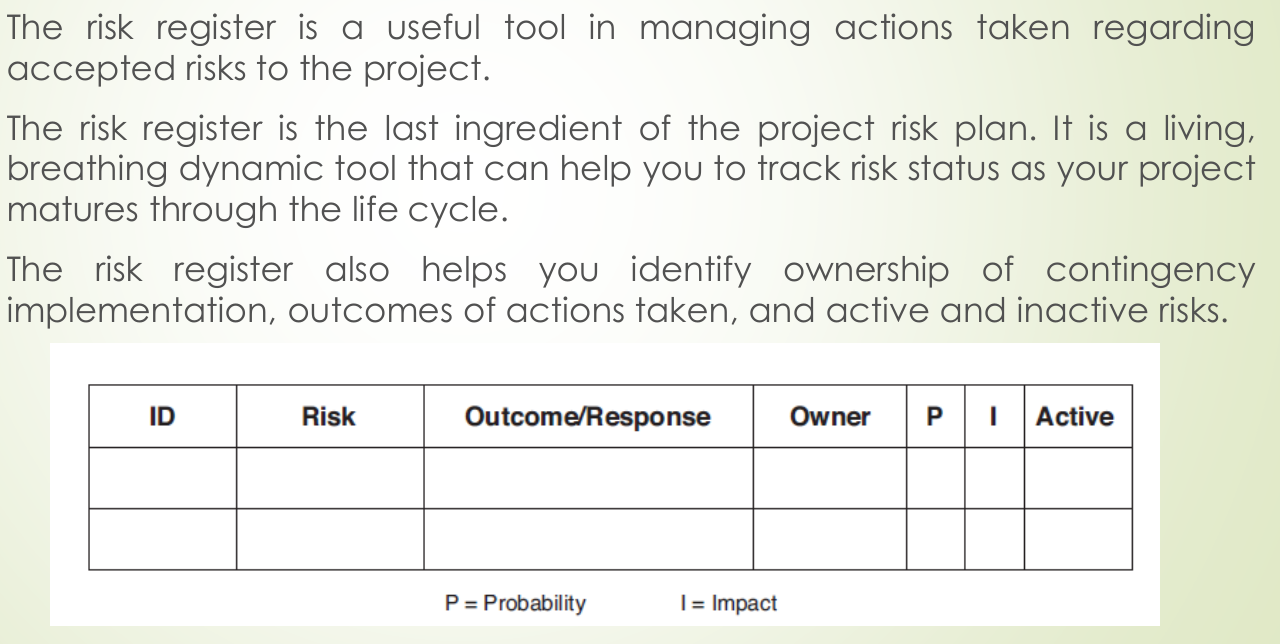 The risk register is a useful tool in managing actions taken regarding
accepted risks to the project.
The risk register is the last ingredient of the project risk plan. It is a living,
breathing dynamic tool that can help you to track risk status as your project
matures through the life cycle.
The risk register also helps you identify ownership of contingency
implementation, outcomes of actions taken, and active and inactive risks.
ID Risk Outcome/Response Owner P I Active
P = Probability I = Impact